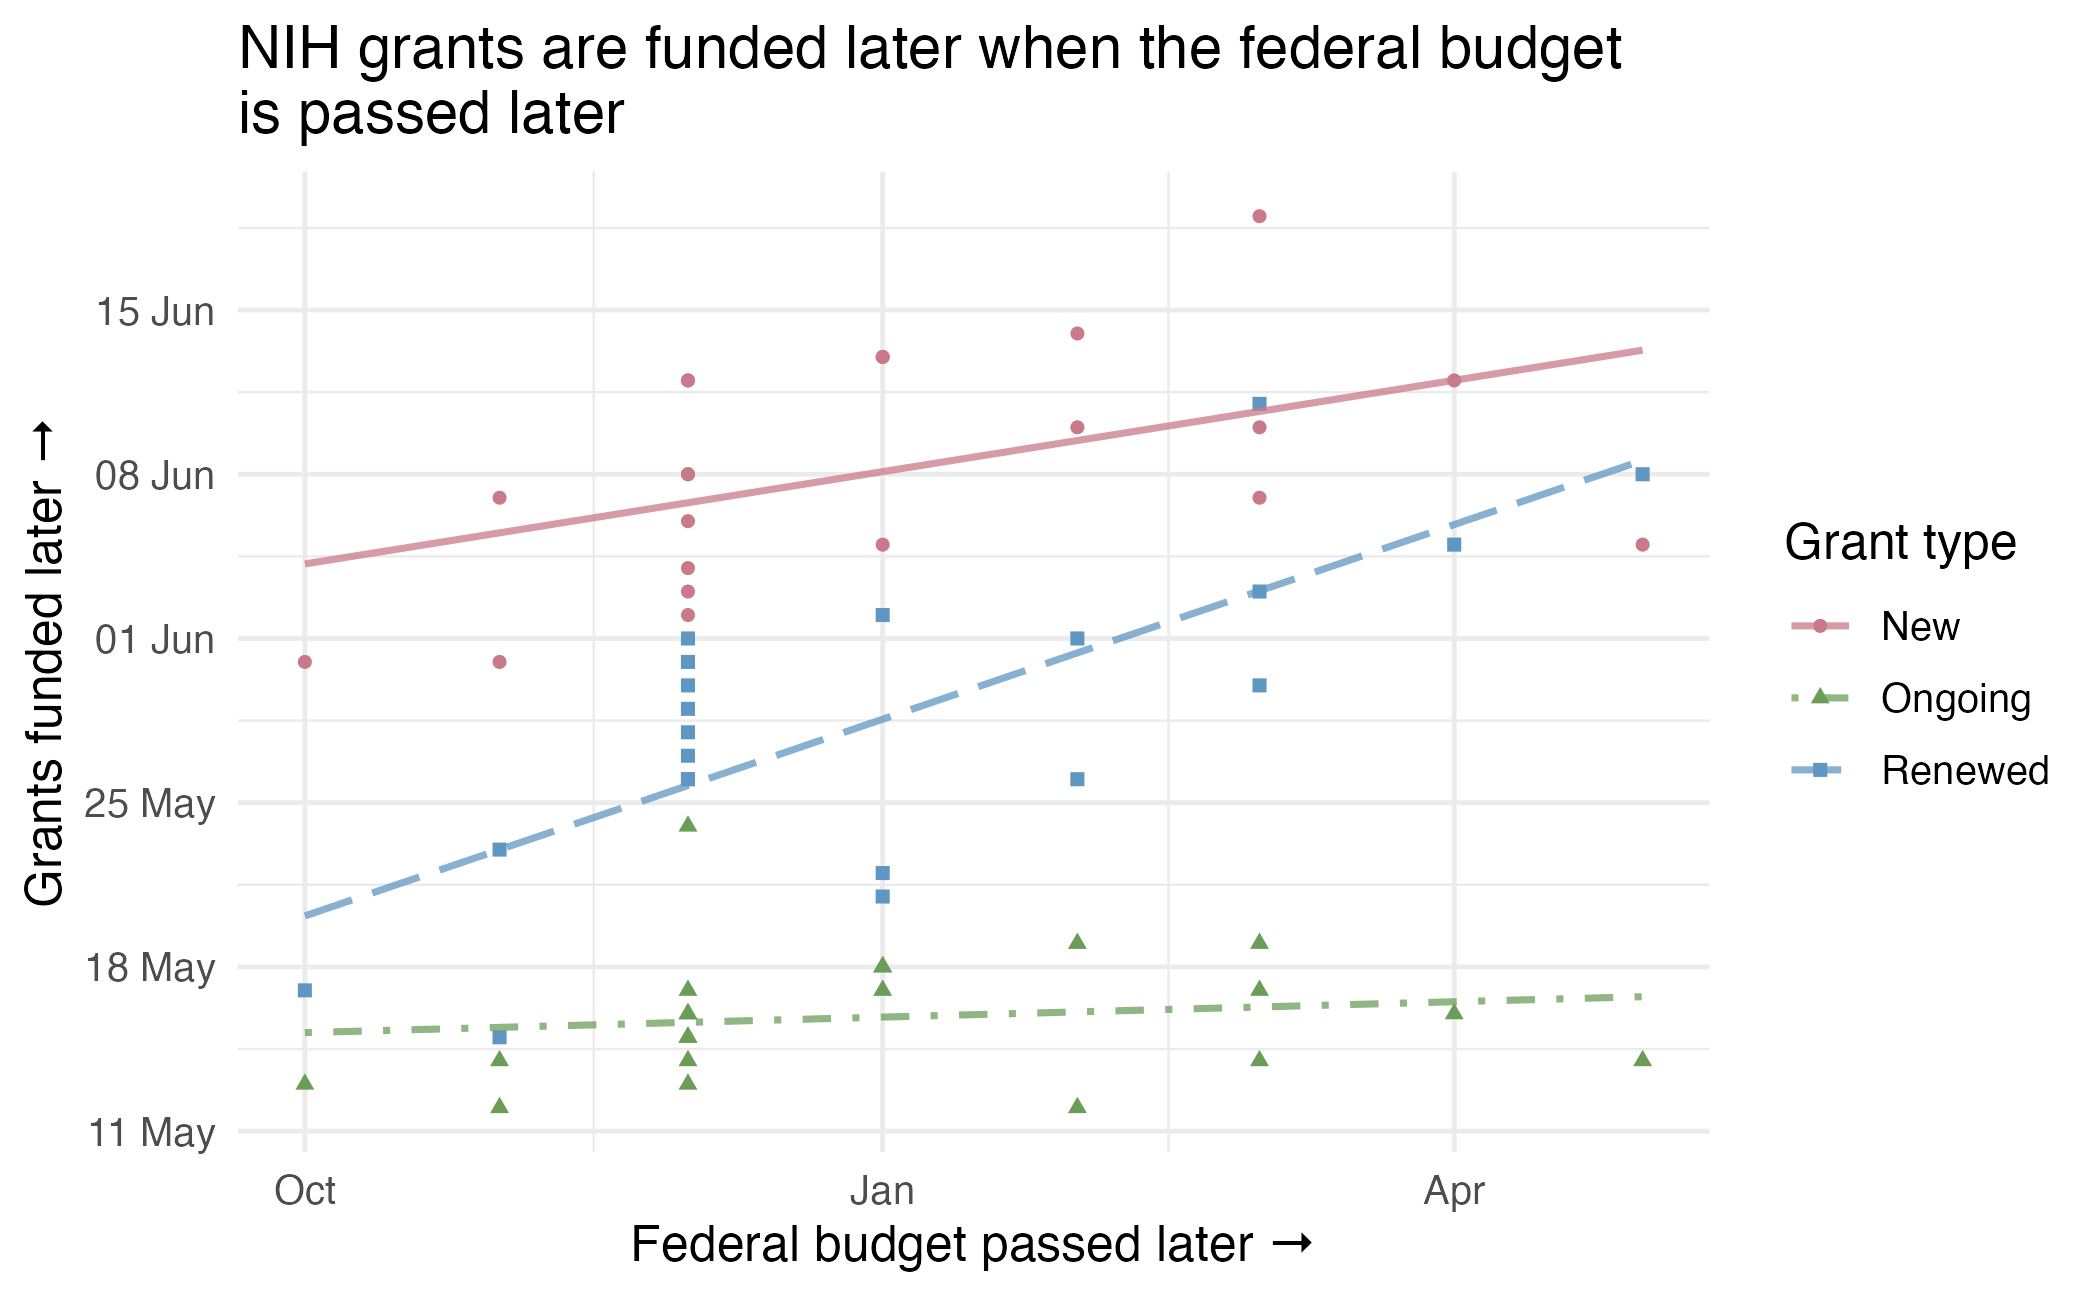 NIH grants are funded later when the federal budget
is passed later
Grants funded later →
15 Jun
08 Jun
01 Jun
25 May
18 May
11 May
Oct
Jan
Apr
Federal budget passed later →
Grant type
New
Ongoing
Renewed